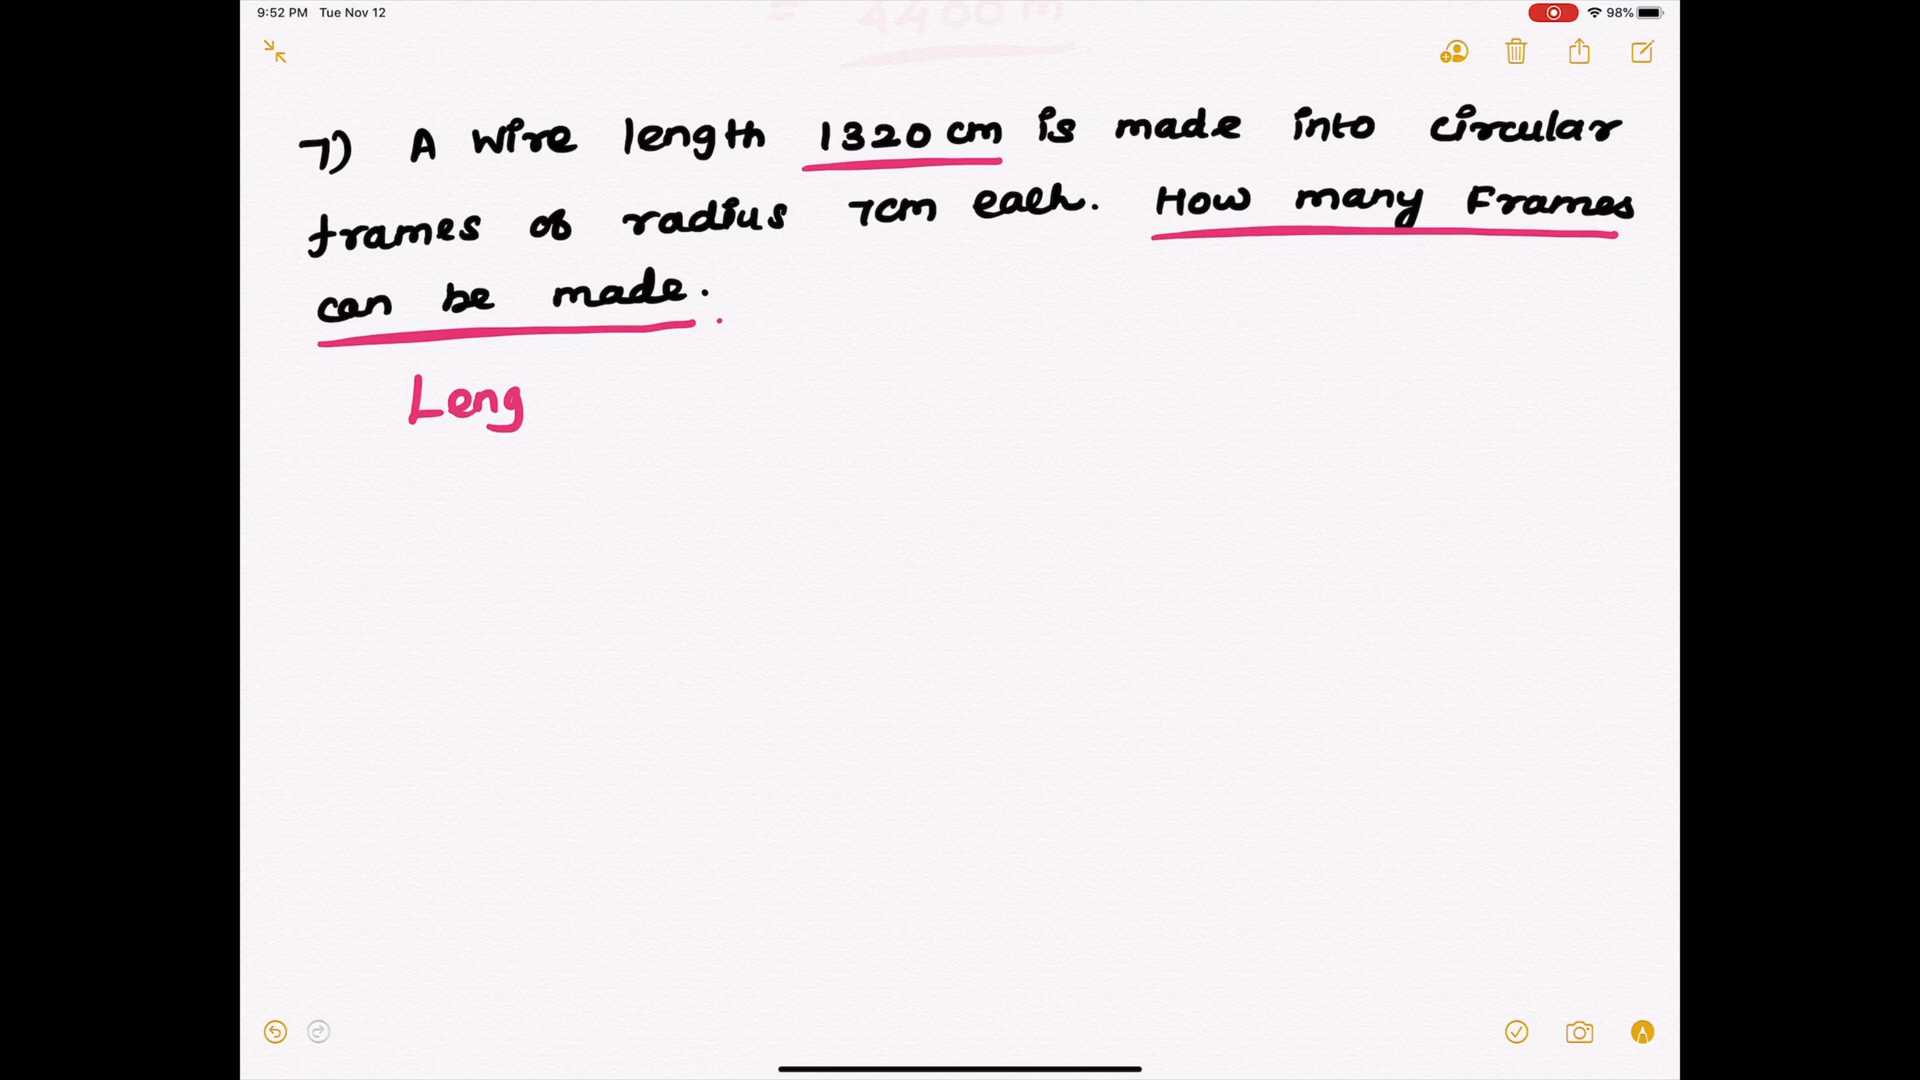 9:52 PM Tue Nov 12
98%
= 4400 m
7) A wire length 1320 cm is made into circular
frames of radius 7cm each. How many Frames
can be made.
Leng